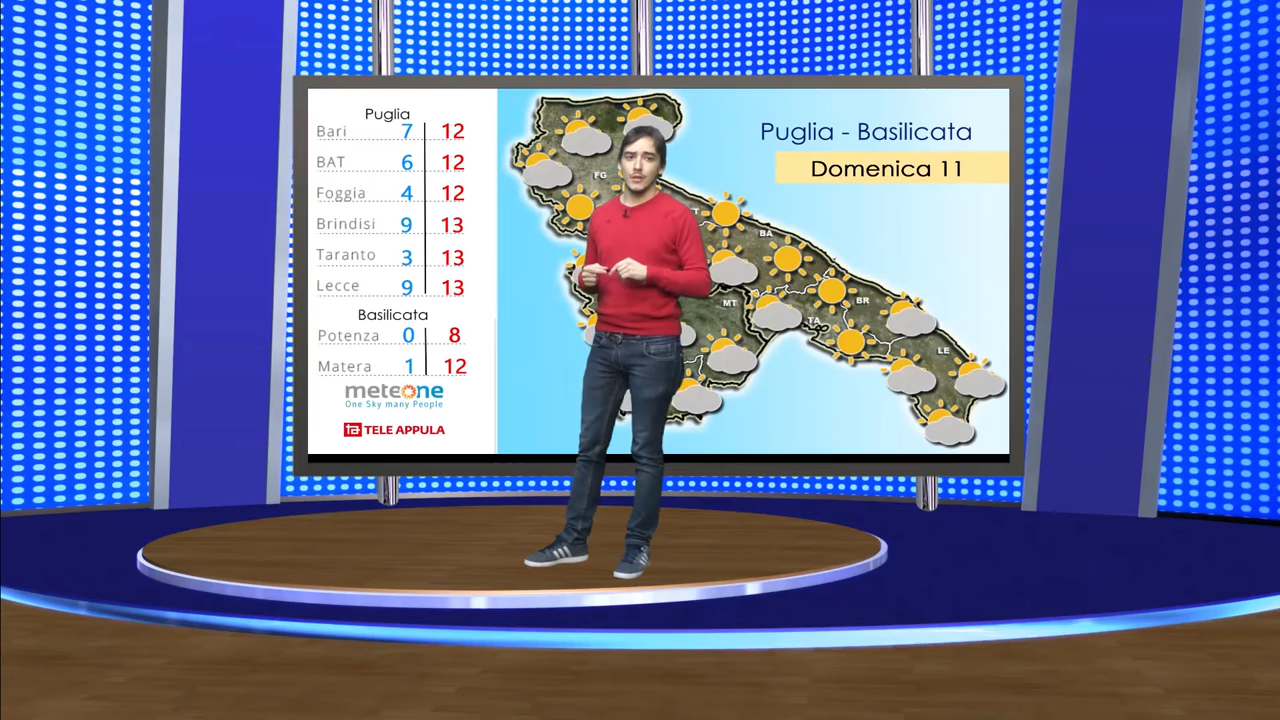 Puglia
Bari 7 12
BAT 6 12
Foggia 4 12
Brindisi 9 13
Taranto 3 13
Lecce 9 13
Basilicata
Potenza 0 8
Matera 1 12
meteone
One Sky many People
ta TELE APPULA
Puglia - Basilicata
Domenica 11
FG
T
BA
MT
TA
BR
LE